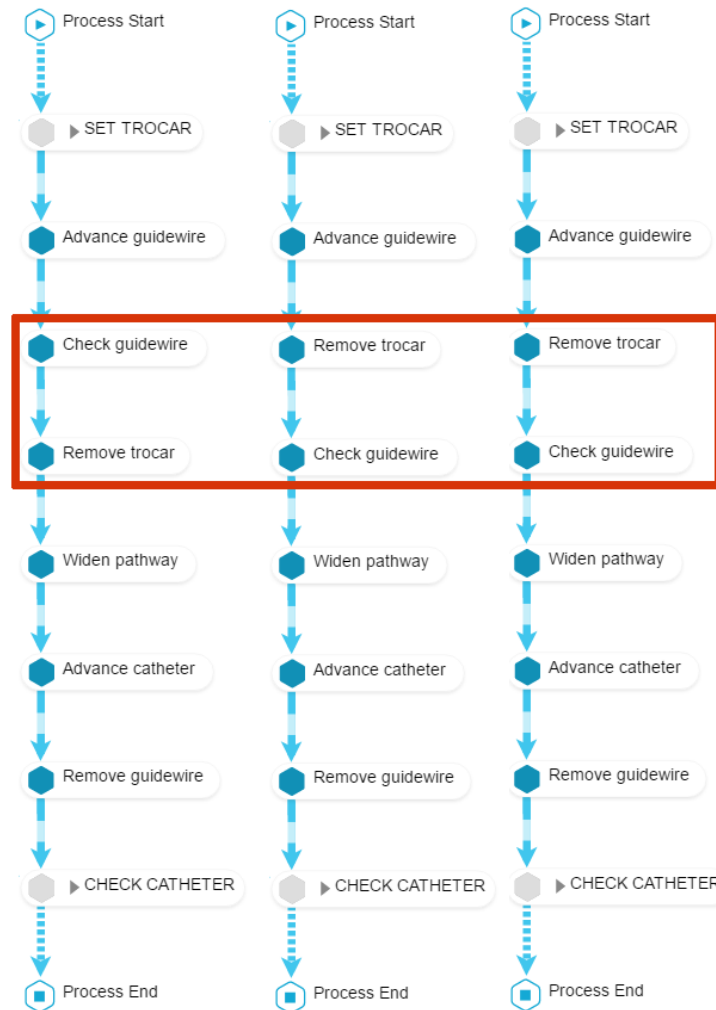 Process Start
SET TROCAR
Advance guidewire
Check guidewire
Remove trocar
Widen pathway
Advance catheter
Remove guidewire
CHECK CATHETER
Process End
Process Start
SET TROCAR
Advance guidewire
Remove trocar
Check guidewire
Widen pathway
Advance catheter
Remove guidewire
CHECK CATHETER
Process End
Process Start
SET TROCAR
Advance guidewire
Remove trocar
Check guidewire
Widen pathway
Advance catheter
Remove guidewire
CHECK CATHETER
Process End